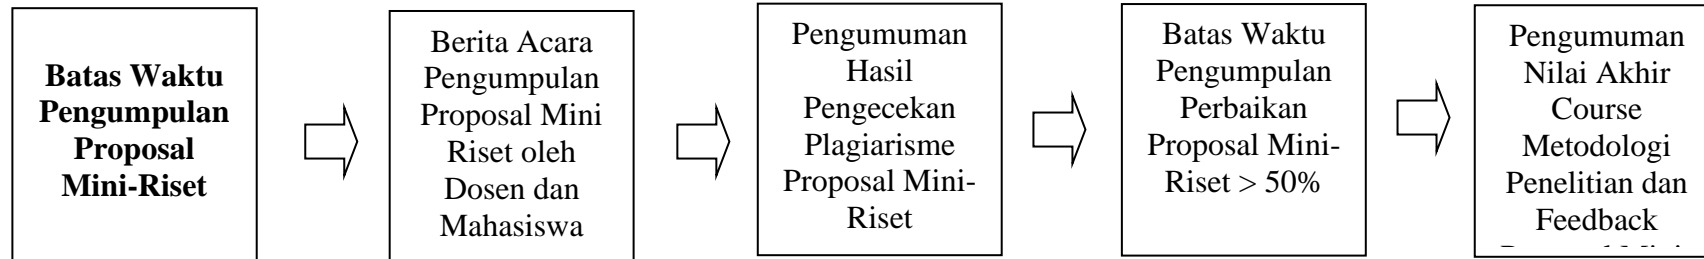 Batas Waktu
Pengumpulan
Proposal
Mini-Riset
Berita Acara
Pengumpulan
Proposal Mini
Riset oleh
Dosen dan
Mahasiswa
Pengumuman
Hasil
Pengecekan
Plagiarisme
Proposal Mini-
Riset
Batas Waktu
Pengumpulan
Perbaikan
Proposal Mini-
Riset > 50%
Pengumuman
Nilai Akhir
Course
Metodologi
Penelitian dan
Feedback